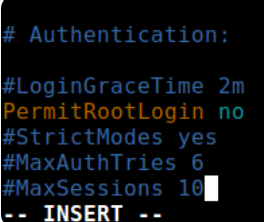 # Authentication:
#LoginGraceTime 2m
PermitRootLogin no
#StrictModes yes
#MaxAuthTries 6
#MaxSessions 10
-- INSERT --